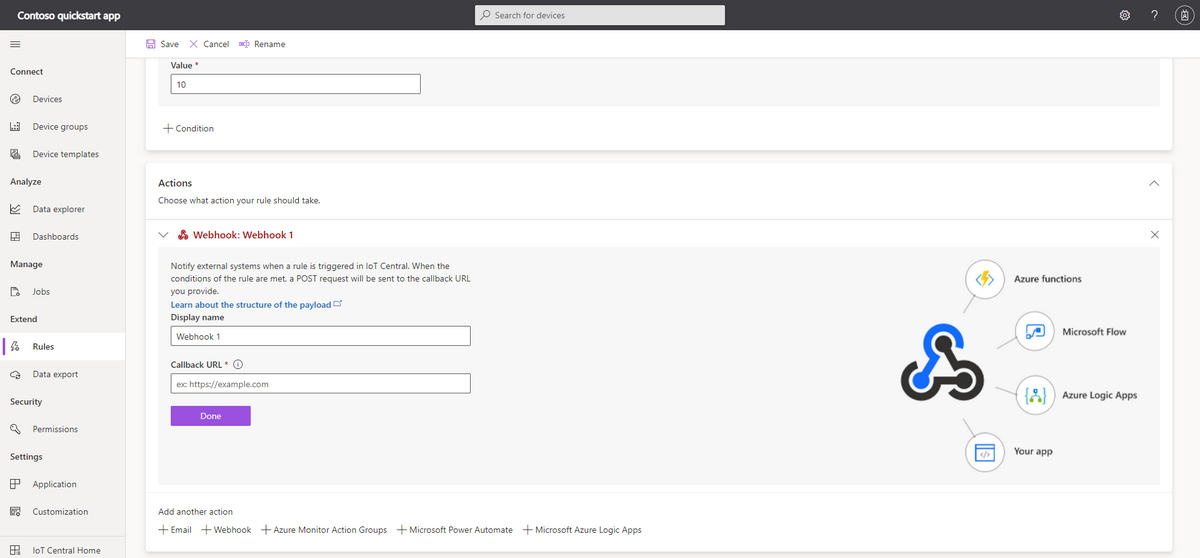 Contoso quickstart app
Search for devices
?
Save Cancel Rename
Connect
Devices
Device groups
Device templates
Analyze
Data explorer
Dashboards
Manage
Jobs
Extend
Rules
Data export
Security
Permissions
Settings
Application
Customization
IoT Central Home
Value *
10
+ Condition
Actions
Choose what action your rule should take.
Webhook: Webhook 1
Notify external systems when a rule is triggered in IoT Central. When the
conditions of the rule are met, a POST request will be sent to the callback URL
you provide.
Learn about the structure of the payload
Display name
Webhook 1
Callback URL *
ex: https://example.com
Done
Azure functions
Microsoft Flow
Azure Logic Apps
Your app
Add another action
+ Email + Webhook + Azure Monitor Action Groups + Microsoft Power Automate + Microsoft Azure Logic Apps